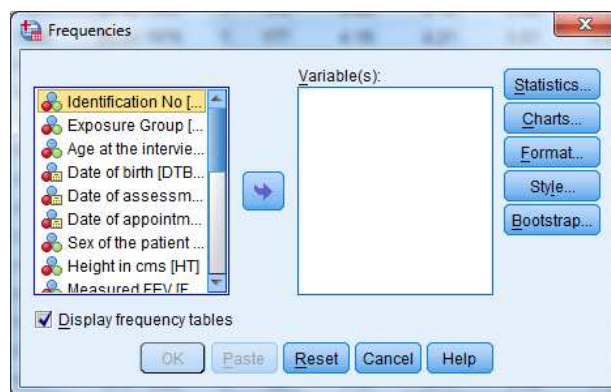 Frequencies
Variable(s):
Identification No [...
Exposure Group [...
Age at the intervie...
Date of birth [DTB...
Date of assessm...
Date of appointm...
Sex of the patient ...
Height in cms [HT]
Measured FEV [F...
Statistics...
Charts...
Format...
Style...
Bootstrap...
Display frequency tables
OK Paste Reset Cancel Help